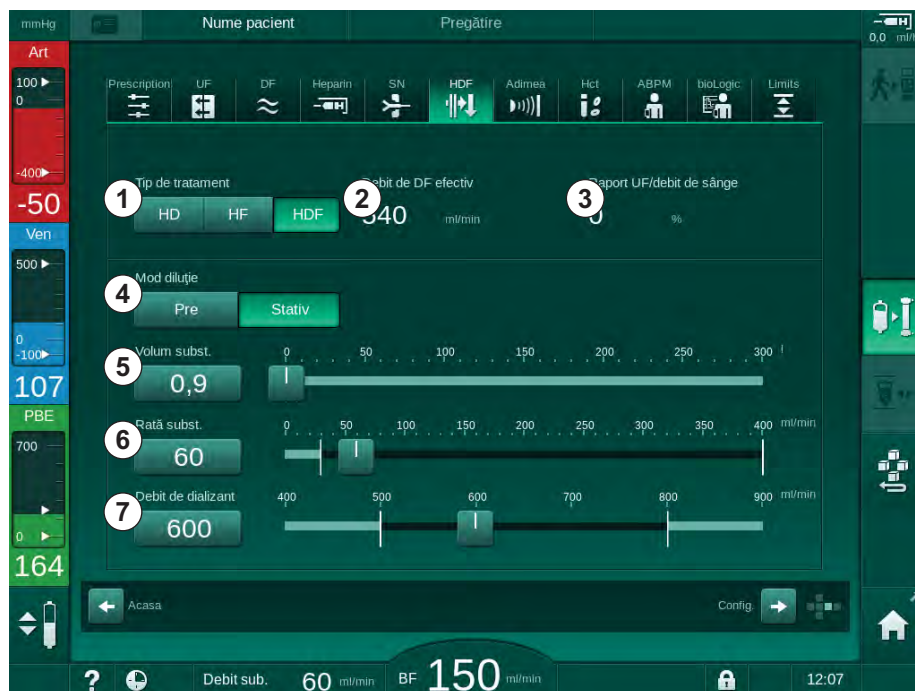 mmHg Nume pacient Pregătire 0,0 ml/
Art
100
0
-400
-50
Ven
500
0
-100
107
PBE
700
0
164
Prescription UF DF Heparin SN HDF Adimea Hct ABPM bioLogic Limits
1 Tip de tratament 2 Debit de DF efectiv 3 Raport UF/debit de sânge
HD HF HDF 540 ml/min 0 %
4 Mod diluţie
Pre Stativ
5 Volum subst. 0 50 100 150 200 250 300 l
0,9
6 Rată subst. 0 50 100 150 200 250 300 350 400 ml/min
60
7 Debit de dializant 400 500 600 700 800 900 ml/min
600
Acasa Config.
? Debit sub. 60 ml/min BF 150 ml/min 12:07